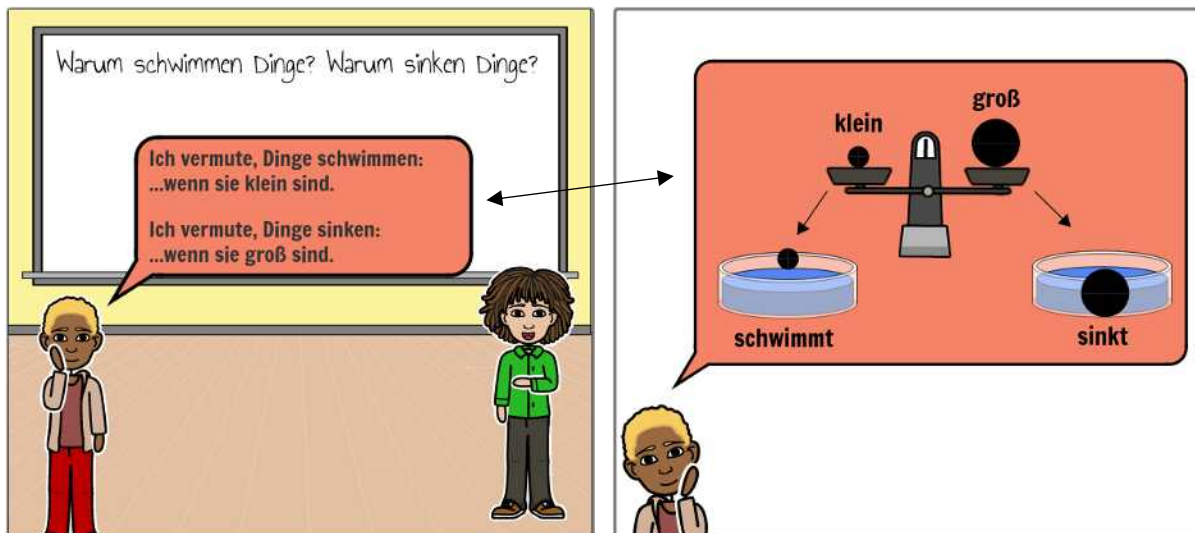 Warum schwimmen Dinge? Warum sinken Dinge?
Ich vermute, Dinge schwimmen:
...wenn sie klein sind.
Ich vermute, Dinge sinken:
...wenn sie groß sind.
klein
groß
schwimmt
sinkt